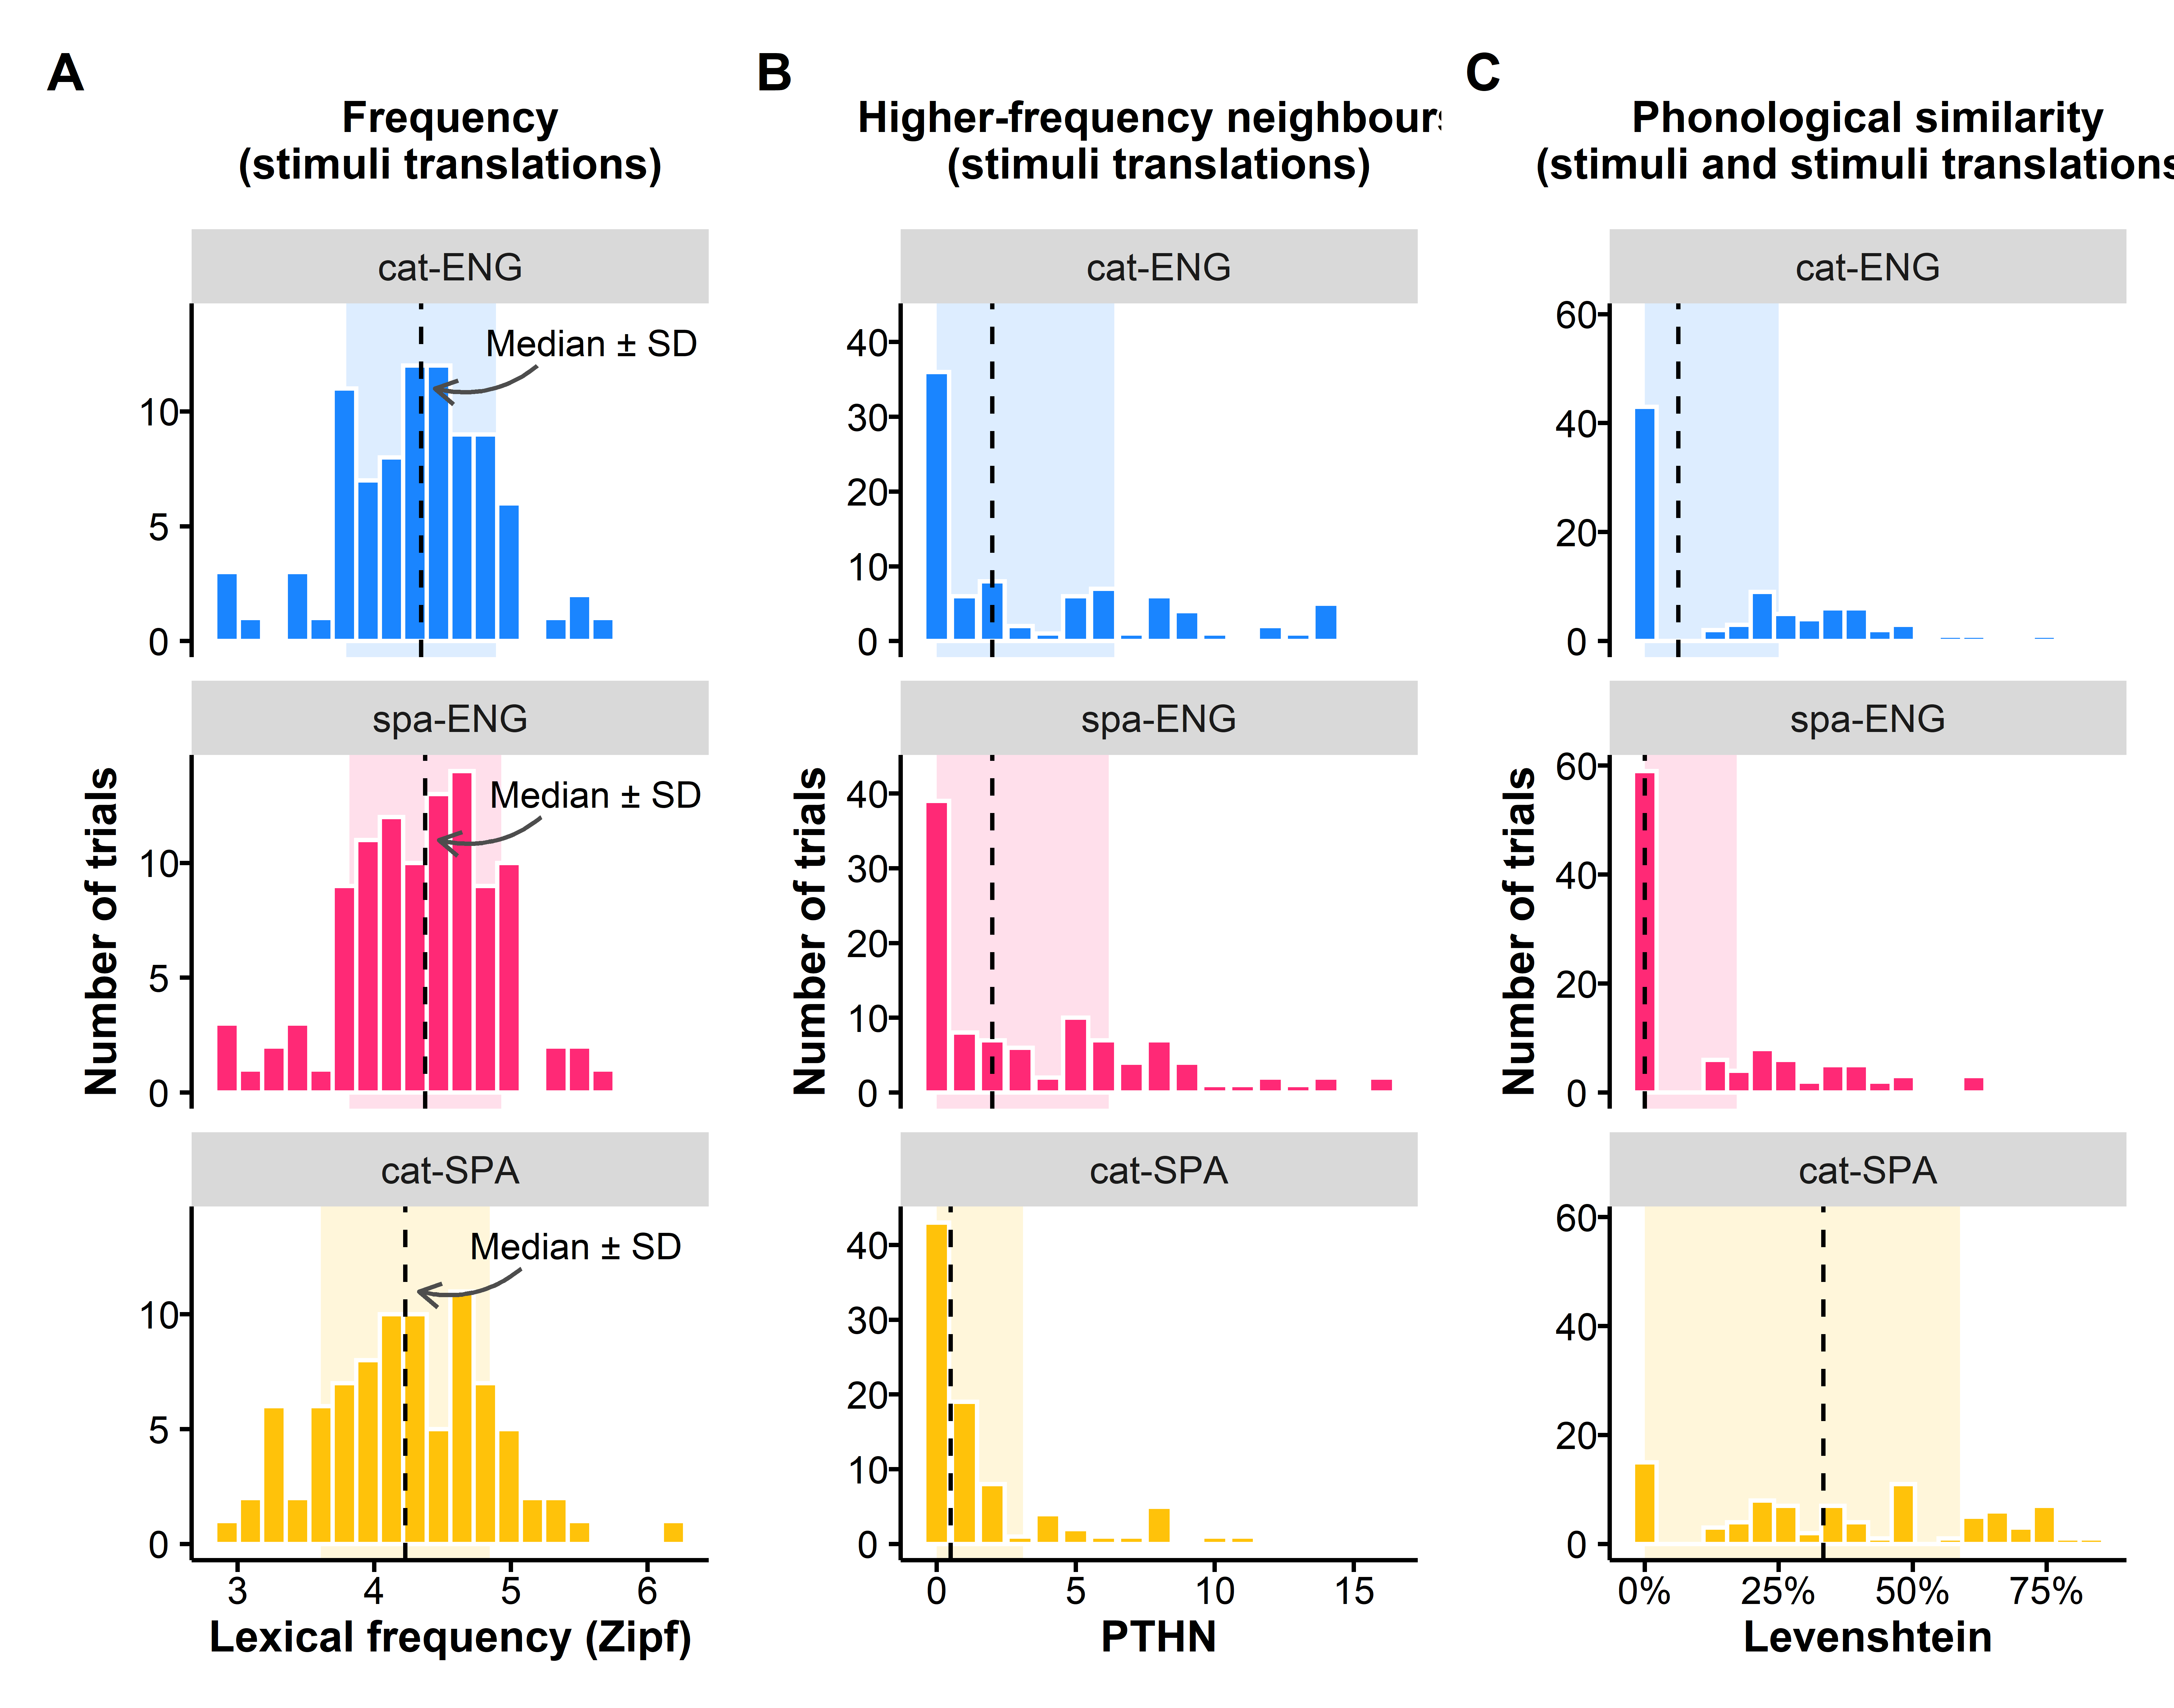 A
Frequency
(stimuli translations)
cat-ENG
Median ± SD
10
5
0
spa-ENG
Median ± SD
10
5
0
cat-SPA
Median ± SD
10
5
0
3 4 5 6
Number of trials
Lexical frequency (Zipf)
B
Higher-frequency neighbours
(stimuli translations)
cat-ENG
40
30
20
10
0
spa-ENG
40
30
20
10
0
cat-SPA
40
30
20
10
0
0 5 10 15
Number of trials
PTHN
C
Phonological similarity
(stimuli and stimuli translations
cat-ENG
60
40
20
0
spa-ENG
60
40
20
0
cat-SPA
60
40
20
0
0% 25% 50% 75%
Number of trials
Levenshtein